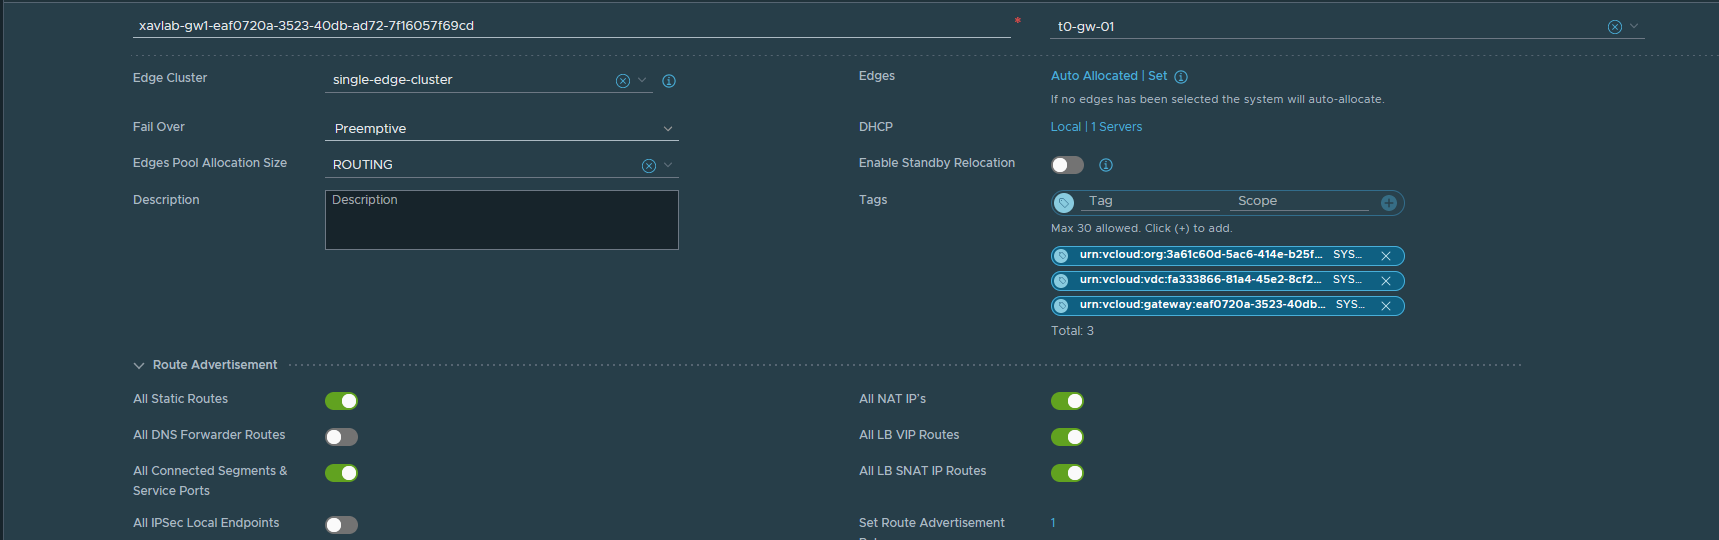 xavlab-gw1-eaf0720a-3523-40db-ad72-7f16057f69cd * t0-gw-01
Edge Cluster single-edge-cluster Edges Auto Allocated | Set
If no edges has been selected the system will auto-allocate.
Fail Over Preemptive DHCP Local | 1 Servers
Edges Pool Allocation Size ROUTING Enable Standby Relocation
Description Description Tags Tag Scope
Max 30 allowed. Click (+) to add.
urn:vcloud:org:3a61c60d-5ac6-414e-b25f... SYS...
urn:vcloud:vdc:fa333866-81a4-45e2-8cf2... SYS...
urn:vcloud:gateway:eaf0720a-3523-40db... SYS...
Total: 3
Route Advertisement
All Static Routes All NAT IP's
All DNS Forwarder Routes All LB VIP Routes
All Connected Segments & All LB SNAT IP Routes
Service Ports
All IPSec Local Endpoints Set Route Advertisement 1